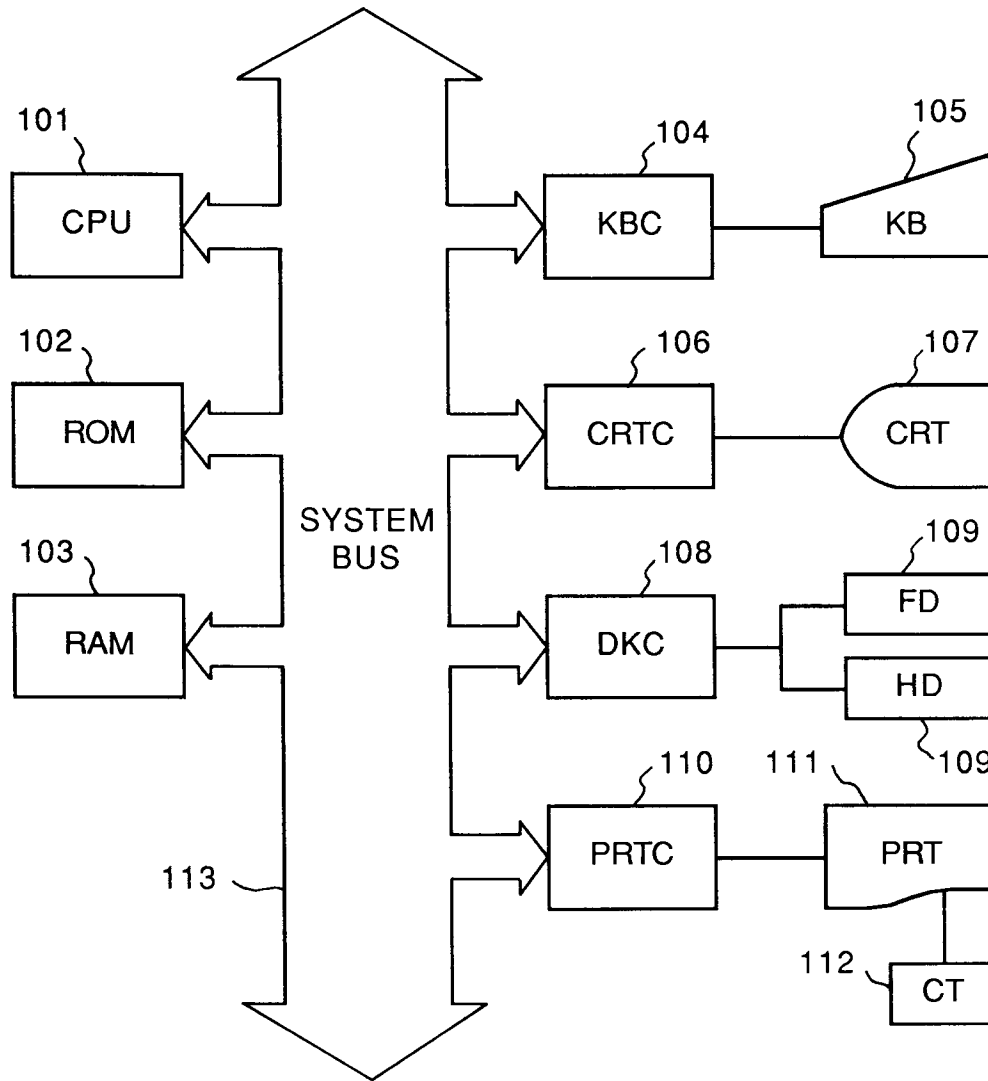 101
CPU
104
KBC
105
KB
102
ROM
106
CRTC
107
CRT
SYSTEM
BUS
103
RAM
108
DKC
109
FD
HD
109
110
PRTC
111
PRT
113
112
CT